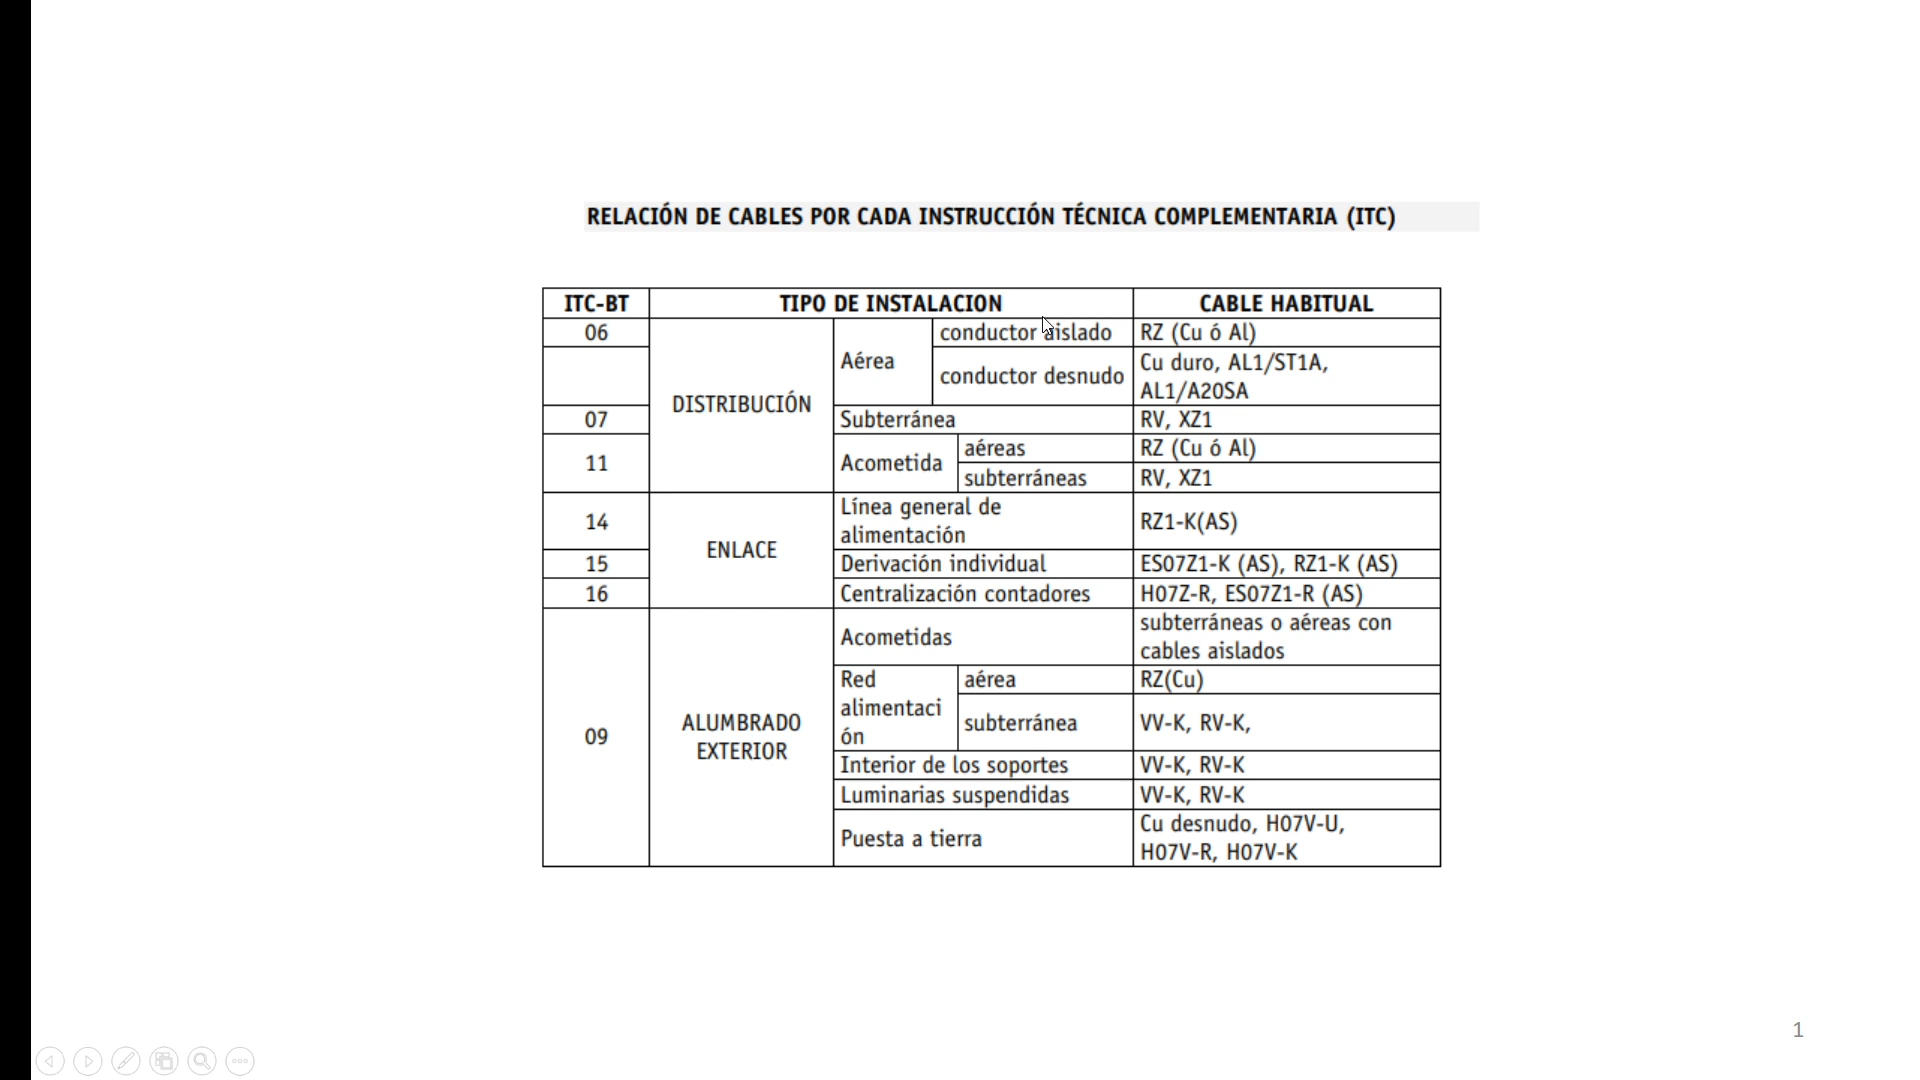 RELACIÓN DE CABLES POR CADA INSTRUCCIÓN TÉCNICA COMPLEMENTARIA (ITC)
ITC-BT TIPO DE INSTALACION CABLE HABITUAL
06 DISTRIBUCIÓN Aérea conductor aislado RZ (Cu ó Al)
conductor desnudo Cu duro, AL1/ST1A,
AL1/A20SA
07 Subterránea RV, XZ1
11 Acometida aéreas RZ (Cu ó Al)
subterráneas RV, XZ1
14 ENLACE Línea general de
alimentación RZ1-K(AS)
15 Derivación individual ES07Z1-K (AS), RZ1-K (AS)
16 Centralización contadores H07Z-R, ES07Z1-R (AS)
09 ALUMBRADO
EXTERIOR Acometidas subterráneas o aéreas con
cables aislados
Red
alimentaci
ón aérea RZ(Cu)
subterránea VV-K, RV-K,
Interior de los soportes VV-K, RV-K
Luminarias suspendidas VV-K, RV-K
Puesta a tierra Cu desnudo, H07V-U,
H07V-R, H07V-K
1